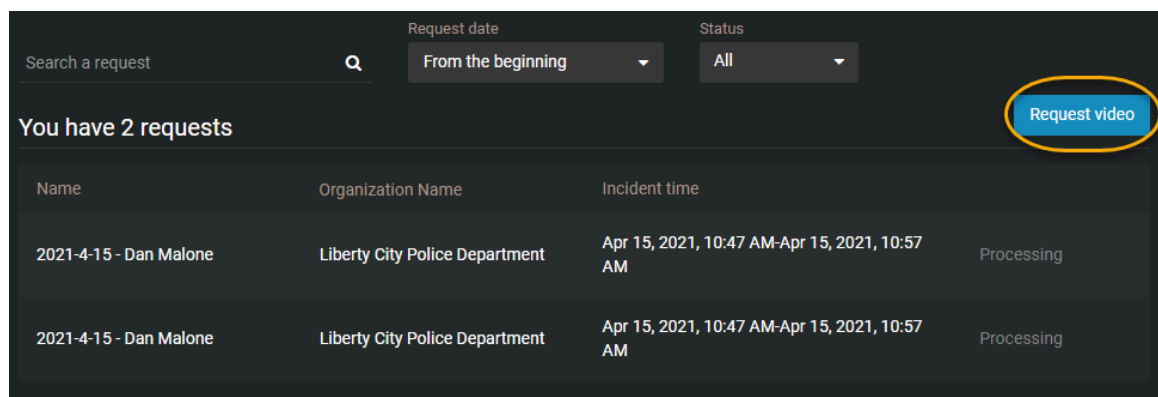 Request date
Status
Search a request
From the beginning
All
Request video
You have 2 requests
Name
Organization Name
Incident time
2021-4-15 - Dan Malone
Liberty City Police Department
Apr 15, 2021, 10:47 AM-Apr 15, 2021, 10:57
AM
Processing
2021-4-15 - Dan Malone
Liberty City Police Department
Apr 15, 2021, 10:47 AM-Apr 15, 2021, 10:57
AM
Processing